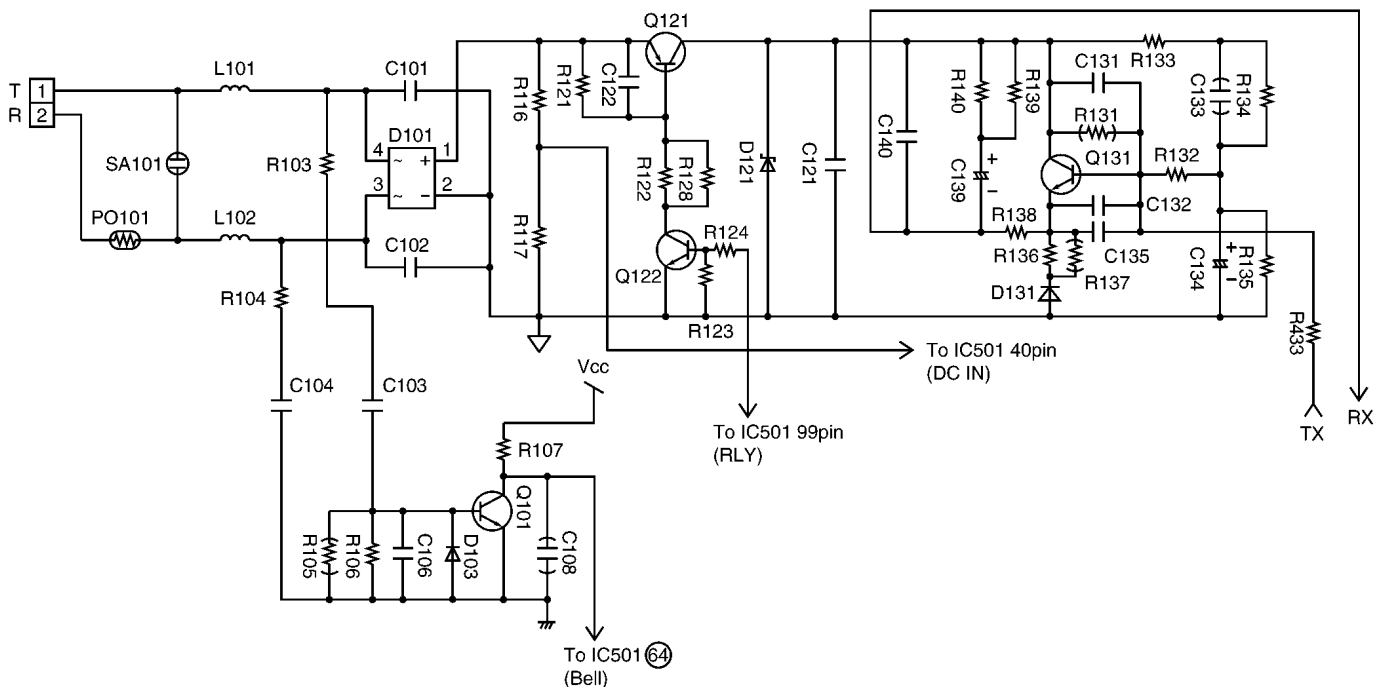 Q121
T
1
R
2
L101
C101
SA101
R103
D101
4
~
+
1
3
~
−
2
PO101
L102
C102
R104
C104
C103
R116
R117
R121
C122
R122
R128
Q122
R124
R123
D121
C121
C140
R140
R139
C139
+
−
C131
R131
Q131
R133
C133
R134
R132
C132
R138
C135
R136
R137
D131
C134
+
−
R135
R433
TX
RX
To IC501 40pin
(DC IN)
To IC501 99pin
(RLY)
Vcc
R107
Q101
R105
R106
C106
D103
C108
To IC501 64
(Bell)